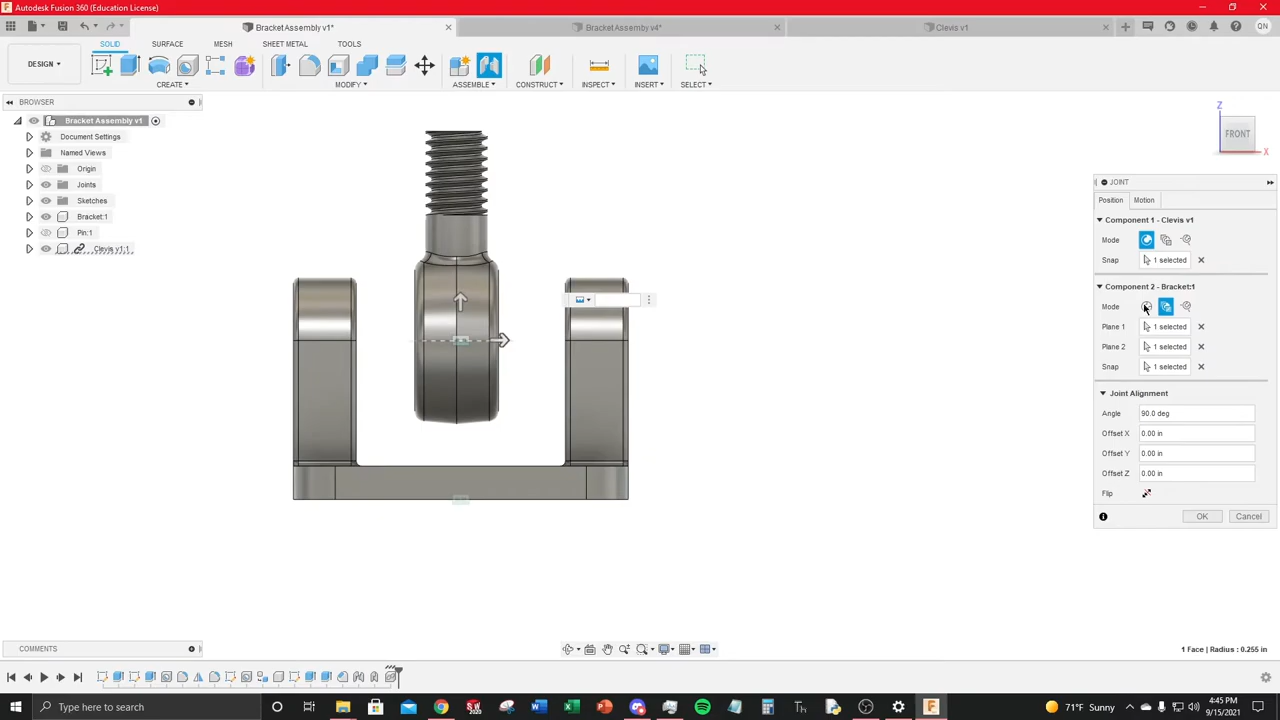 Autodesk Fusion 360 (Education License)
Bracket Assembly v1*
Bracket Assemby v4*
Clevis v1
QN
SOLID
SURFACE
MESH
SHEET METAL
TOOLS
DESIGN
CREATE
MODIFY
ASSEMBLE
CONSTRUCT
INSPECT
INSERT
SELECT
BROWSER
Bracket Assembly v1
Document Settings
Named Views
Origin
Joints
Sketches
Bracket:1
Pin:1
Clevis v1:1
Z
FRONT
X
JOINT
Position
Motion
Component 1 - Clevis v1
Mode
Snap
1 selected
Component 2 - Bracket:1
Mode
Plane 1
1 selected
Plane 2
1 selected
Snap
1 selected
Joint Alignment
Angle
90.0 deg
Offset X
0.00 in
Offset Y
0.00 in
Offset Z
0.00 in
Flip
OK
Cancel
COMMENTS
1 Face | Radius : 0.255 in
Type here to search
71°F Sunny
4:45 PM
9/15/2021